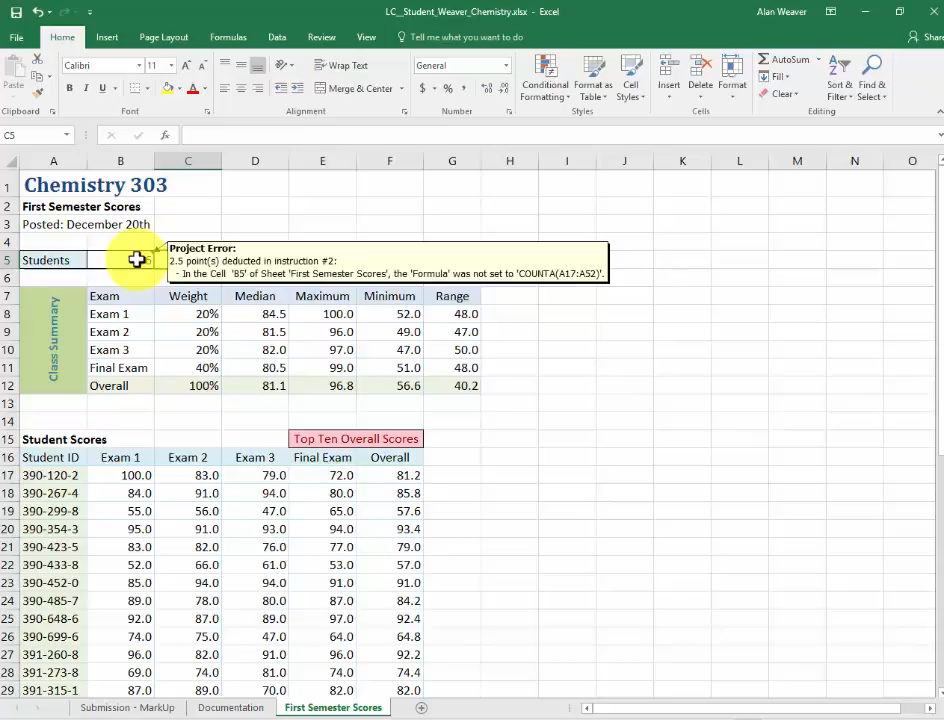 LC__Student_Weaver_Chemistry.xlsx - Excel
Alan Weaver
File Home Insert Page Layout Formulas Data Review View Tell me what you want to do Share
Paste
Calibri 11
B I U A
Wrap Text
Merge & Center
General
$ % ,
Conditional Formatting
Format as Table
Cell Styles
Insert
Delete
Format
AutoSum
Fill
Clear
Sort & Filter
Find & Select
Clipboard Font Alignment Number Styles Cells Editing
C5 fx
A B C D E F G H I J K L M N O
1 Chemistry 303
2 First Semester Scores
3 Posted: December 20th
4
Project Error:
2.5 point(s) deducted in instruction #2:
- In the Cell 'B5' of Sheet 'First Semester Scores', the 'Formula' was not set to 'COUNTA(A17:A52)'.
5 Students
6
7 Exam Weight Median Maximum Minimum Range
Class Summary
8 Exam 1 20% 84.5 100.0 52.0 48.0
9 Exam 2 20% 81.5 96.0 49.0 47.0
10 Exam 3 20% 82.0 97.0 47.0 50.0
11 Final Exam 40% 80.5 99.0 51.0 48.0
12 Overall 100% 81.1 96.8 56.6 40.2
13
14
15 Student Scores Top Ten Overall Scores
16 Student ID Exam 1 Exam 2 Exam 3 Final Exam Overall
17 390-120-2 100.0 83.0 79.0 72.0 81.2
18 390-267-4 84.0 91.0 94.0 80.0 85.8
19 390-299-8 55.0 56.0 47.0 65.0 57.6
20 390-354-3 95.0 91.0 93.0 94.0 93.4
21 390-423-5 83.0 82.0 76.0 77.0 79.0
22 390-433-8 52.0 66.0 61.0 53.0 57.0
23 390-452-0 85.0 94.0 94.0 91.0 91.0
24 390-485-7 89.0 78.0 80.0 87.0 84.2
25 390-648-6 92.0 87.0 89.0 97.0 92.4
26 390-699-6 74.0 75.0 47.0 64.0 64.8
27 391-260-8 96.0 82.0 91.0 96.0 92.2
28 391-273-8 69.0 74.0 81.0 74.0 74.4
29 391-315-1 87.0 89.0 70.0 82.0 82.0
Submission - MarkUp Documentation First Semester Scores